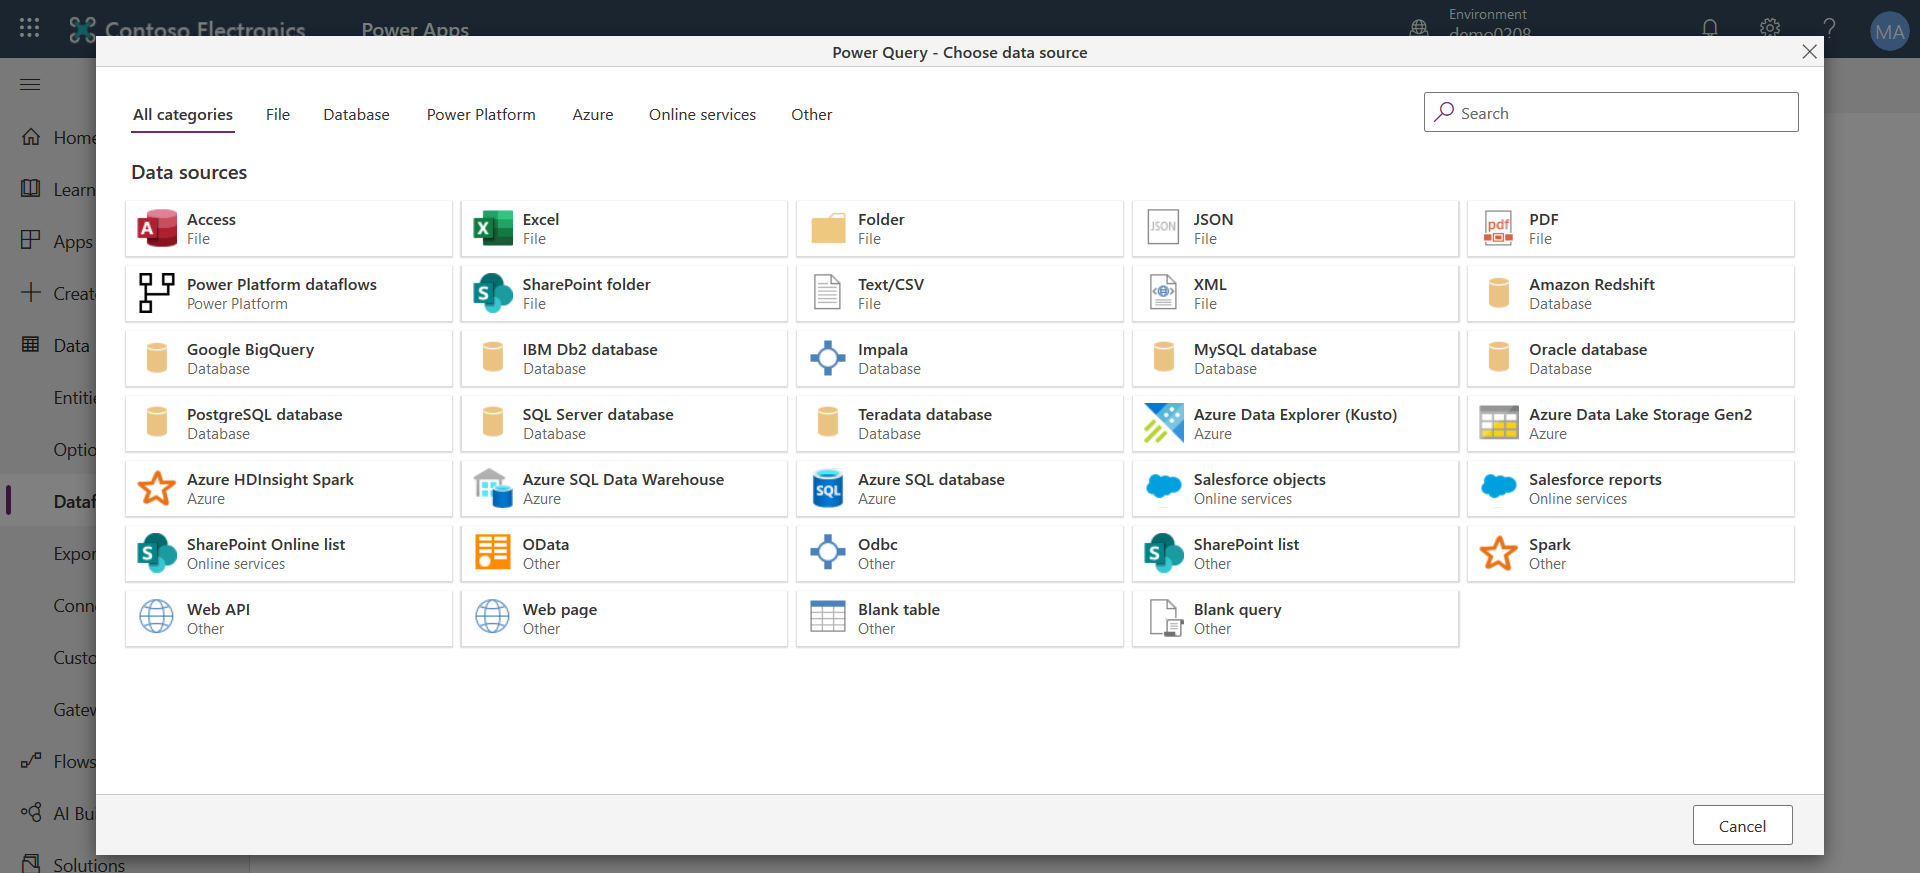 Contoso Electronics
Power Apps
Environment
demo0208
MA
Power Query - Choose data source
All categories
File
Database
Power Platform
Azure
Online services
Other
Search
Data sources
Access
File
Excel
File
Folder
File
JSON
JSON
File
pdf
PDF
File
Power Platform dataflows
Power Platform
SharePoint folder
File
Text/CSV
File
XML
File
Amazon Redshift
Database
Google BigQuery
Database
IBM Db2 database
Database
Impala
Database
MySQL database
Database
Oracle database
Database
PostgreSQL database
Database
SQL Server database
Database
Teradata database
Database
Azure Data Explorer (Kusto)
Azure
Azure Data Lake Storage Gen2
Azure
Azure HDInsight Spark
Azure
Azure SQL Data Warehouse
Azure
SQL
Azure SQL database
Azure
Salesforce objects
Online services
Salesforce reports
Online services
SharePoint Online list
Online services
OData
Other
Odbc
Other
SharePoint list
Other
Spark
Other
Web API
Other
Web page
Other
Blank table
Other
Blank query
Other
Cancel
Home
Learn
Apps
Creat
Data
Entitie
Optio
Dataf
Expor
Conn
Custo
Gatew
Flows
AI Bu
Solutions